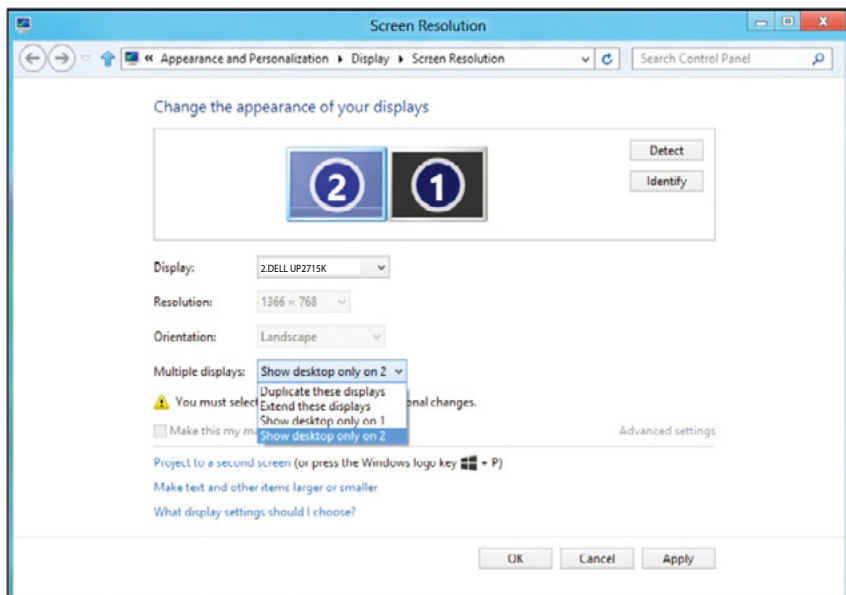 Screen Resolution
« Appearance and Personalization ▸ Display ▸ Screen Resolution
Search Control Panel
Change the appearance of your displays
2
1
Detect
Identify
Display: 2.DELL UP2715K
Resolution: 1366 × 768
Orientation: Landscape
Multiple displays: Show desktop only on 2
Duplicate these displays
Extend these displays
Show desktop only on 1
Show desktop only on 2
You must select onal changes.
Make this my m
Advanced settings
Project to a second screen (or press the Windows logo key + P)
Make text and other items larger or smaller
What display settings should I choose?
OK
Cancel
Apply